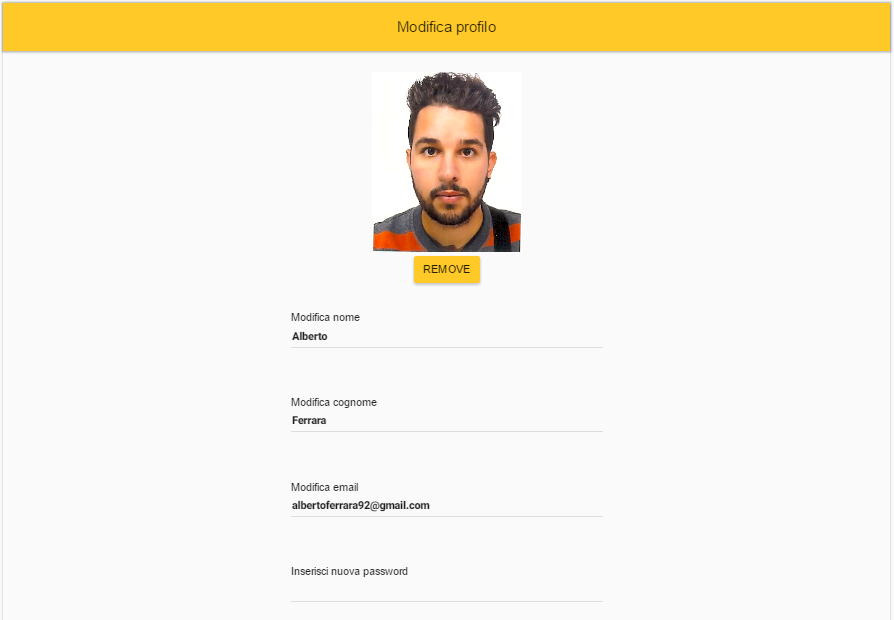 Modifica profilo
REMOVE
Modifica nome
Alberto
Modifica cognome
Ferrara
Modifica email
albertoferrara92@gmail.com
Inserisci nuova password